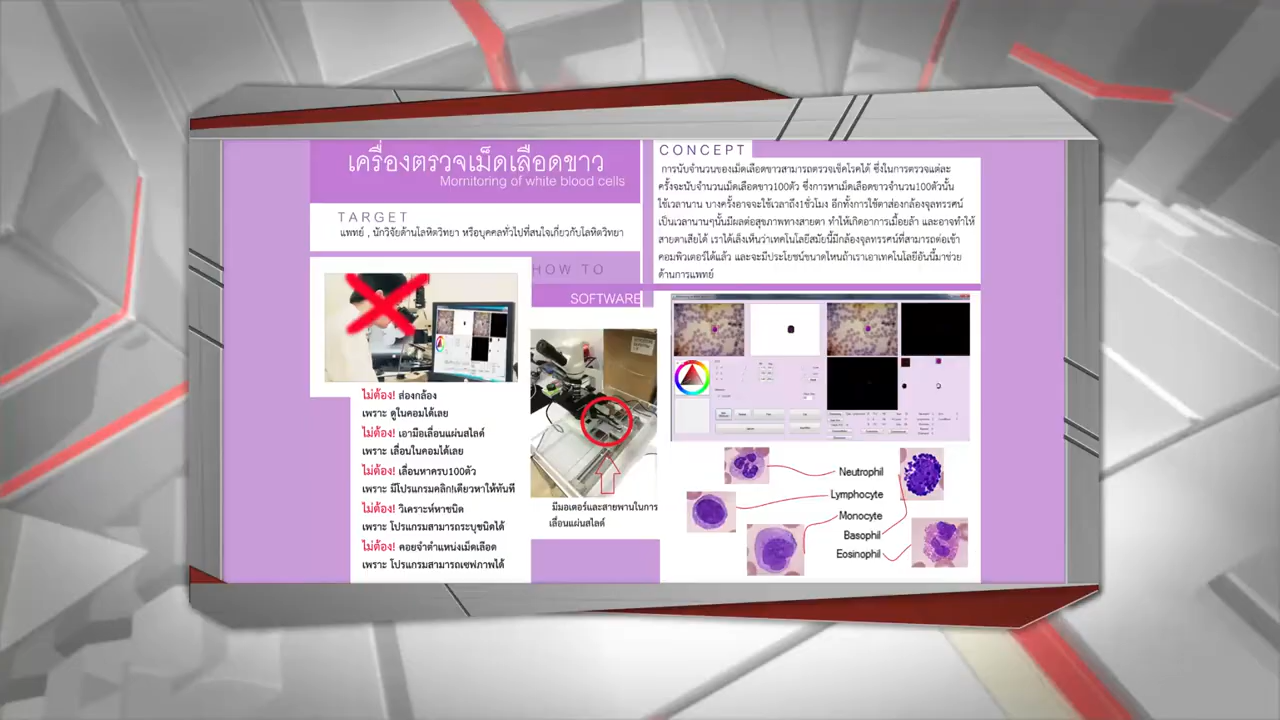 เครื่องตรวจเม็ดเลือดขาว
Mornitoring of white blood cells
TARGET
แพทย์ , นักวิจัยด้านโลหิตวิทยา หรือบุคคลทั่วไปที่สนใจเกี่ยวกับโลหิตวิทยา
HOW TO
SOFTWARE
ไม่ต้อง! ส่องกล้อง
เพราะ ดูในคอมได้เลย
ไม่ต้อง! เอามือเลื่อนแผ่นสไลด์
เพราะ เลื่อนในคอมได้เลย
ไม่ต้อง! เลื่อนหาครบ100ตัว
เพราะ มีโปรแกรมคลิก!เดียวหาให้ทันที
ไม่ต้อง! วิเคราะห์หาชนิด
เพราะ โปรแกรมสามารถระบุชนิดได้
ไม่ต้อง! คอยจำตำแหน่งเม็ดเลือด
เพราะ โปรแกรมสามารถเซฟภาพได้
มีมอเตอร์และสายพานในการ
เลื่อนแผ่นสไลด์
CONCEPT
การนับจำนวนของเม็ดเลือดขาวสามารถตรวจเช็คโรคได้ ซึ่งในการตรวจแต่ละ
ครั้งจะนับจำนวนเม็ดเลือดขาว100ตัว ซึ่งการหาเม็ดเลือดขาวจำนวน100ตัวนั้น
ใช้เวลานาน บางครั้งอาจจะใช้เวลาถึง1ชั่วโมง อีกทั้งการใช้ตาส่องกล้องจุลทรรศน์
เป็นเวลานานๆนั้นมีผลต่อสุขภาพทางสายตา ทำให้เกิดอาการเมื่อยล้า และอาจทำให้
สายตาเสียได้ เราได้เล็งเห็นว่าเทคโนโลยีสมัยนี้มีกล้องจุลทรรศน์ที่สามารถต่อเข้า
คอมพิวเตอร์ได้แล้ว และจะมีประโยชน์ขนาดไหนถ้าเราเอาเทคโนโลยีอันนี้มาช่วย
ด้านการแพทย์
Neutrophil
Lymphocyte
Monocyte
Basophil
Eosinophil